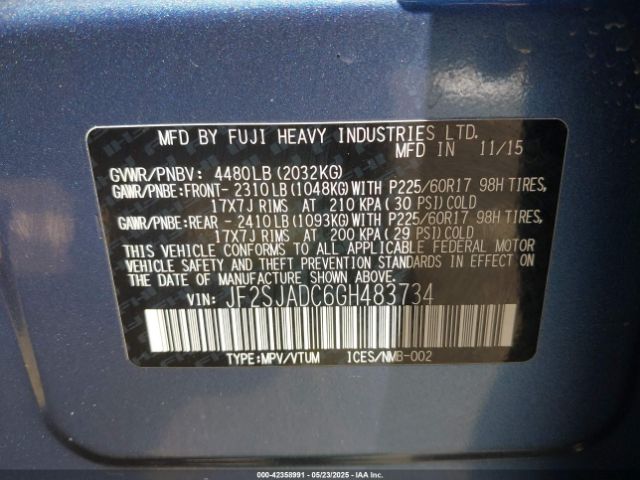 MFD BY FUJI HEAVY INDUSTRIES LTD.
MFD IN 11/15
GVWR/PNBV: 4480LB (2032KG)
GAWR/PNBE:FRONT- 2310LB (1048KG) WITH P225/60R17 98H TIRES,
17X7J RIMS AT 210 KPA (30 PSI) COLD
GAWR/PNBE:REAR - 2410LB (1093KG) WITH P225/60R17 98H TIRES,
17X7J RIMS AT 200 KPA (29 PSI) COLD
THIS VEHICLE CONFORMS TO ALL APPLICABLE FEDERAL MOTOR
VEHICLE SAFETY AND THEFT PREVENTION STANDARDS IN EFFECT ON
THE DATE OF MANUFACTURE SHOWN ABOVE.
VIN: JF2SJADC6GH483734
TYPE:MPV/VTUM ICES/NMB-002
000-42358991 - 05/23/2025 - IAAI.COM